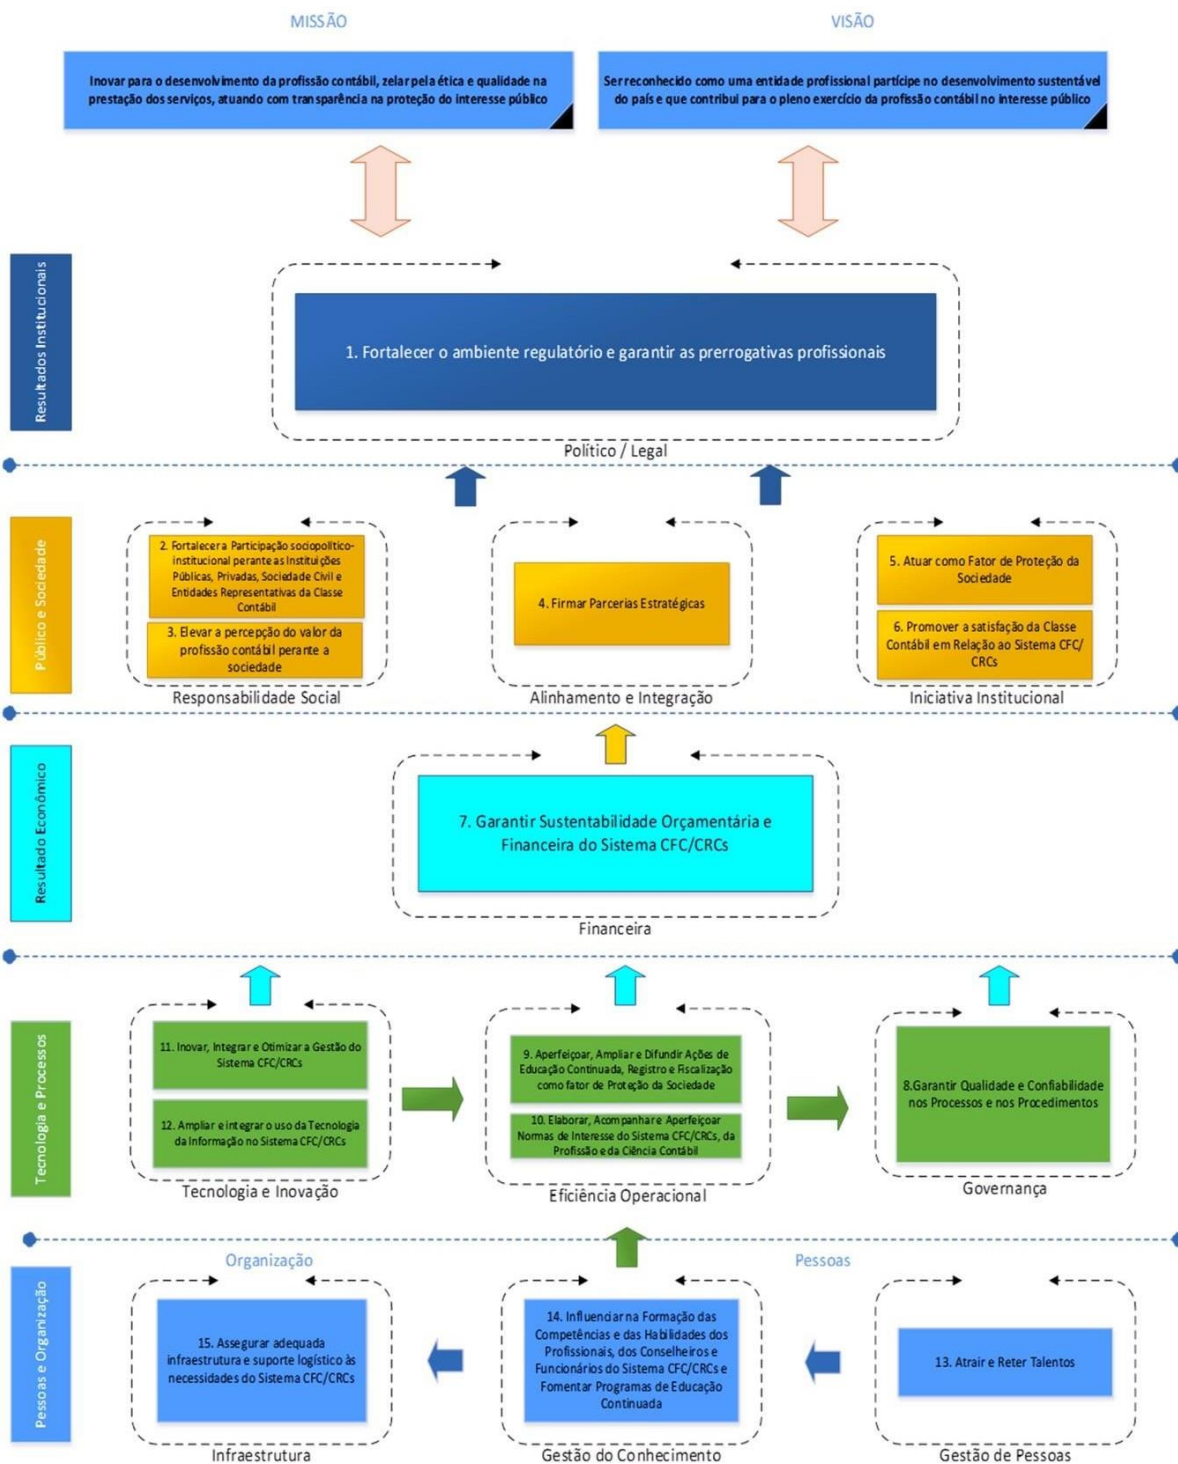 MISSÃO
VISÃO
Inovar para o desenvolvimento da profissão contábil, zelar pela ética e qualidade na
prestação dos serviços, atuando com transparência na proteção do interesse público
Ser reconhecido como uma entidade profissional partícipe no desenvolvimento sustentável
do país e que contribui para o pleno exercício da profissão contábil no interesse público
Resultados Institucionais
1. Fortalecer o ambiente regulatório e garantir as prerrogativas profissionais
Político / Legal
Público e Sociedade
2. Fortalecer a Participação sociopolítico-
institucional perante as Instituições
Públicas, Privadas, Sociedade Civil e
Entidades Representativas da Classe
Contábil
3. Elevar a percepção do valor da
profissão contábil perante a
sociedade
Responsabilidade Social
4. Firmar Parcerias Estratégicas
Alinhamento e Integração
5. Atuar como Fator de Proteção da
Sociedade
6. Promover a satisfação da Classe
Contábil em Relação ao Sistema CFC/
CRCs
Iniciativa Institucional
Resultado Econômico
7. Garantir Sustentabilidade Orçamentária e
Financeira do Sistema CFC/CRCs
Financeira
Tecnologia e Processos
11. Inovar, Integrar e Otimizar a Gestão do
Sistema CFC/CRCs
12. Ampliar e integrar o uso da Tecnologia
da Informação no Sistema CFC/CRCs
Tecnologia e Inovação
9. Aperfeiçoar, Ampliar e Difundir Ações de
Educação Continuada, Registro e Fiscalização
como fator de Proteção da Sociedade
10. Elaborar, Acompanhar e Aperfeiçoar
Normas de Interesse do Sistema CFC/CRCs, da
Profissão e da Ciência Contábil
Eficiência Operacional
8.Garantir Qualidade e Confiabilidade
nos Processos e nos Procedimentos
Governança
Pessoas e Organização
Organização
Pessoas
15. Assegurar adequada
infraestrutura e suporte logístico às
necesidades do Sistema CFC/CRCs
Infraestrutura
14. Influenciar na Formação das
Competências e das Habilidades dos
Profissionais, dos Conselheiros e
Funcionários do Sistema CFC/CRCs e
Fomentar Programas de Educação
Continuada
Gestão do Conhecimento
13. Atrair e Reter Talentos
Gestão de Pessoas